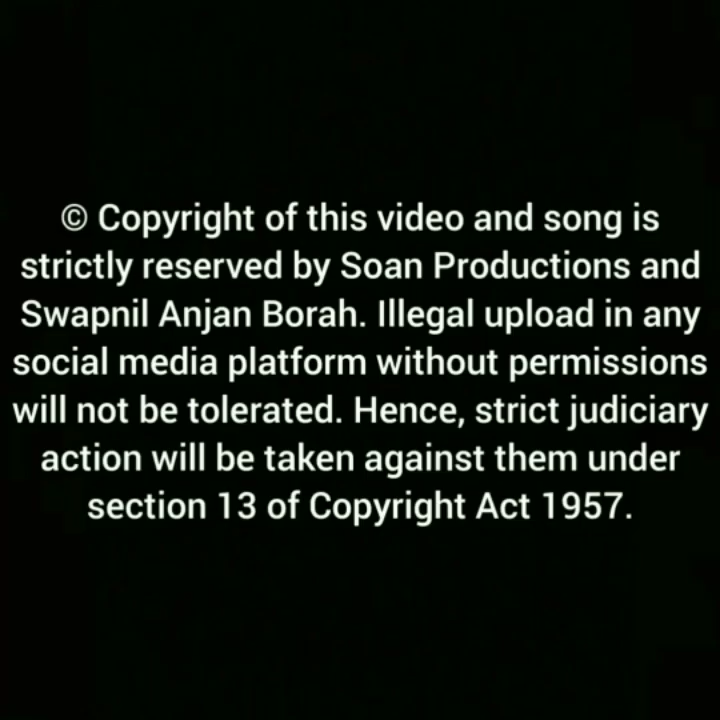 © Copyright of this video and song is
strictly reserved by Soan Productions and
Swapnil Anjan Borah. Illegal upload in any
social media platform without permissions
will not be tolerated. Hence, strict judiciary
action will be taken against them under
section 13 of Copyright Act 1957.